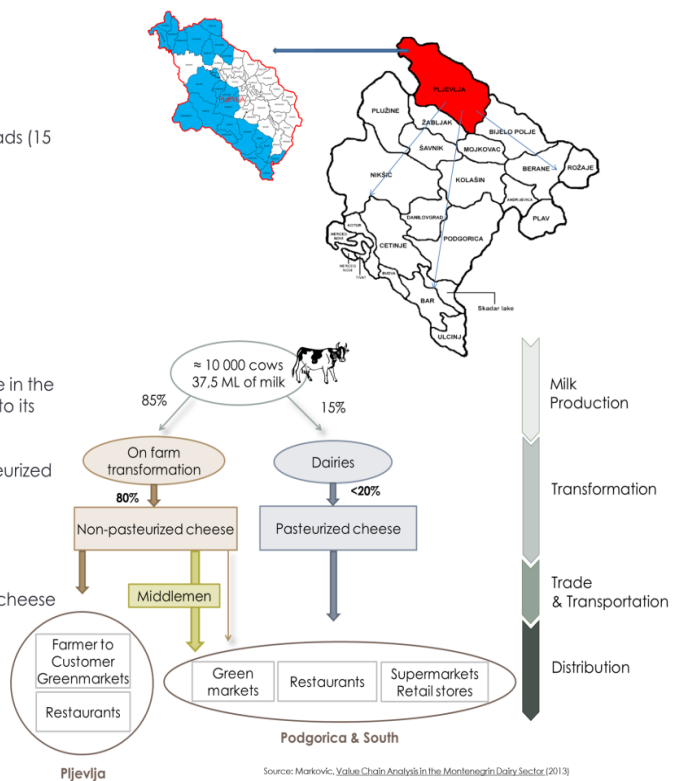 ads (15
PLJEVLJA
PLUŽINE
ŽABLJAK
BIJELO POLJE
ŠAVNIK
MOJKOVAC
NIKŠIĆ
KOLAŠIN
BERANE
ROŽAJE
ANDRIJEVICA
PLAV
DANILOVGRAD
PODGORICA
KOTOR
CETINJE
HERCEG
NOVI
TIVAT
BUDVA
BAR
Skadar lake
ULCINJ
≈ 10 000 cows
37,5 ML of milk
e in the
to its
85%
15%
Milk
Production
On farm
transformation
Dairies
eurized
80%
<20%
Transformation
Non-pasteurized cheese
Pasteurized cheese
cheese
Middlemen
Trade
& Transportation
Farmer to
Customer
Greenmarkets
Restaurants
Green
markets
Restaurants
Supermarkets
Retail stores
Distribution
Podgorica & South
Pljevlja
Source: Markovic, Value Chain Analysis in the Montenegrin Dairy Sector (2013)